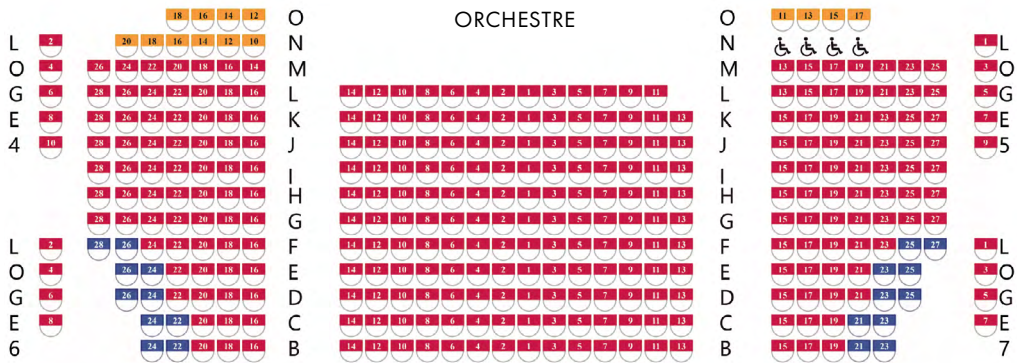 18 16 14 12 O ORCHESTRE O 11 13 15 17
L 2 20 18 16 14 12 10 N N 1 L
O 4 26 24 22 20 18 16 14 M M 13 15 17 19 21 23 25 3 O
G 6 28 26 24 22 20 18 16 L 14 12 10 8 6 4 2 1 3 5 7 9 11 L 13 15 17 19 21 23 25 5 G
E 8 28 26 24 22 20 18 16 K 14 12 10 8 6 4 2 1 3 5 7 9 11 13 K 15 17 19 21 23 25 27 7 E
4 10 28 26 24 22 20 18 16 J 14 12 10 8 6 4 2 1 3 5 7 9 11 13 J 15 17 19 21 23 25 27 9 5
28 26 24 22 20 18 16 I 14 12 10 8 6 4 2 1 3 5 7 9 11 13 I 15 17 19 21 23 25 27
28 26 24 22 20 18 16 H 14 12 10 8 6 4 2 1 3 5 7 9 11 13 H 15 17 19 21 23 25 27
28 26 24 22 20 18 16 G 14 12 10 8 6 4 2 1 3 5 7 9 11 13 G 15 17 19 21 23 25 27
L 2 28 26 24 22 20 18 16 F 14 12 10 8 6 4 2 1 3 5 7 9 11 13 F 15 17 19 21 23 25 27 1 L
O 4 26 24 22 20 18 16 E 14 12 10 8 6 4 2 1 3 5 7 9 11 13 E 15 17 19 21 23 25 3 O
G 6 26 24 22 20 18 16 D 14 12 10 8 6 4 2 1 3 5 7 9 11 13 D 15 17 19 21 23 25 5 G
E 8 24 22 20 18 16 C 14 12 10 8 6 4 2 1 3 5 7 9 11 13 C 15 17 19 21 23 7 E
6 24 22 20 18 16 B 14 12 10 8 6 4 2 1 3 5 7 9 11 13 B 15 17 19 21 23 7